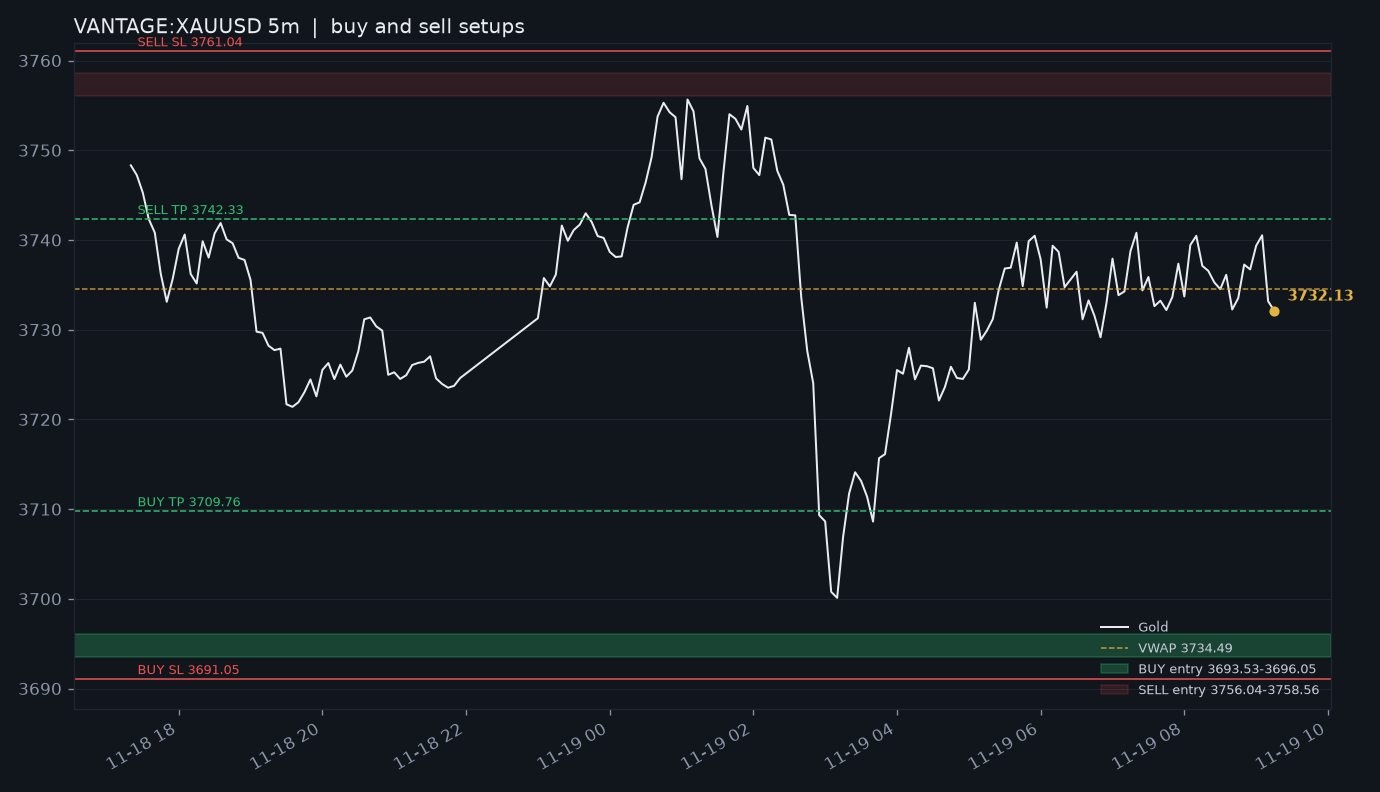 VANTAGE:XAUUSD 5m | buy and sell setups
SELL SL 3761.04
3760
3750
SELL TP 3742.33
3740
3732.13
3730
3720
BUY TP 3709.76
3710
3700
Gold
VWAP 3734.49
BUY SL 3691.05
BUY entry 3693.53-3696.05
3690
SELL entry 3756.04-3758.56
11-18 18
11-18 20
11-18 22
11-19 00
11-19 02
11-19 04
11-19 06
11-19 08
11-19 10